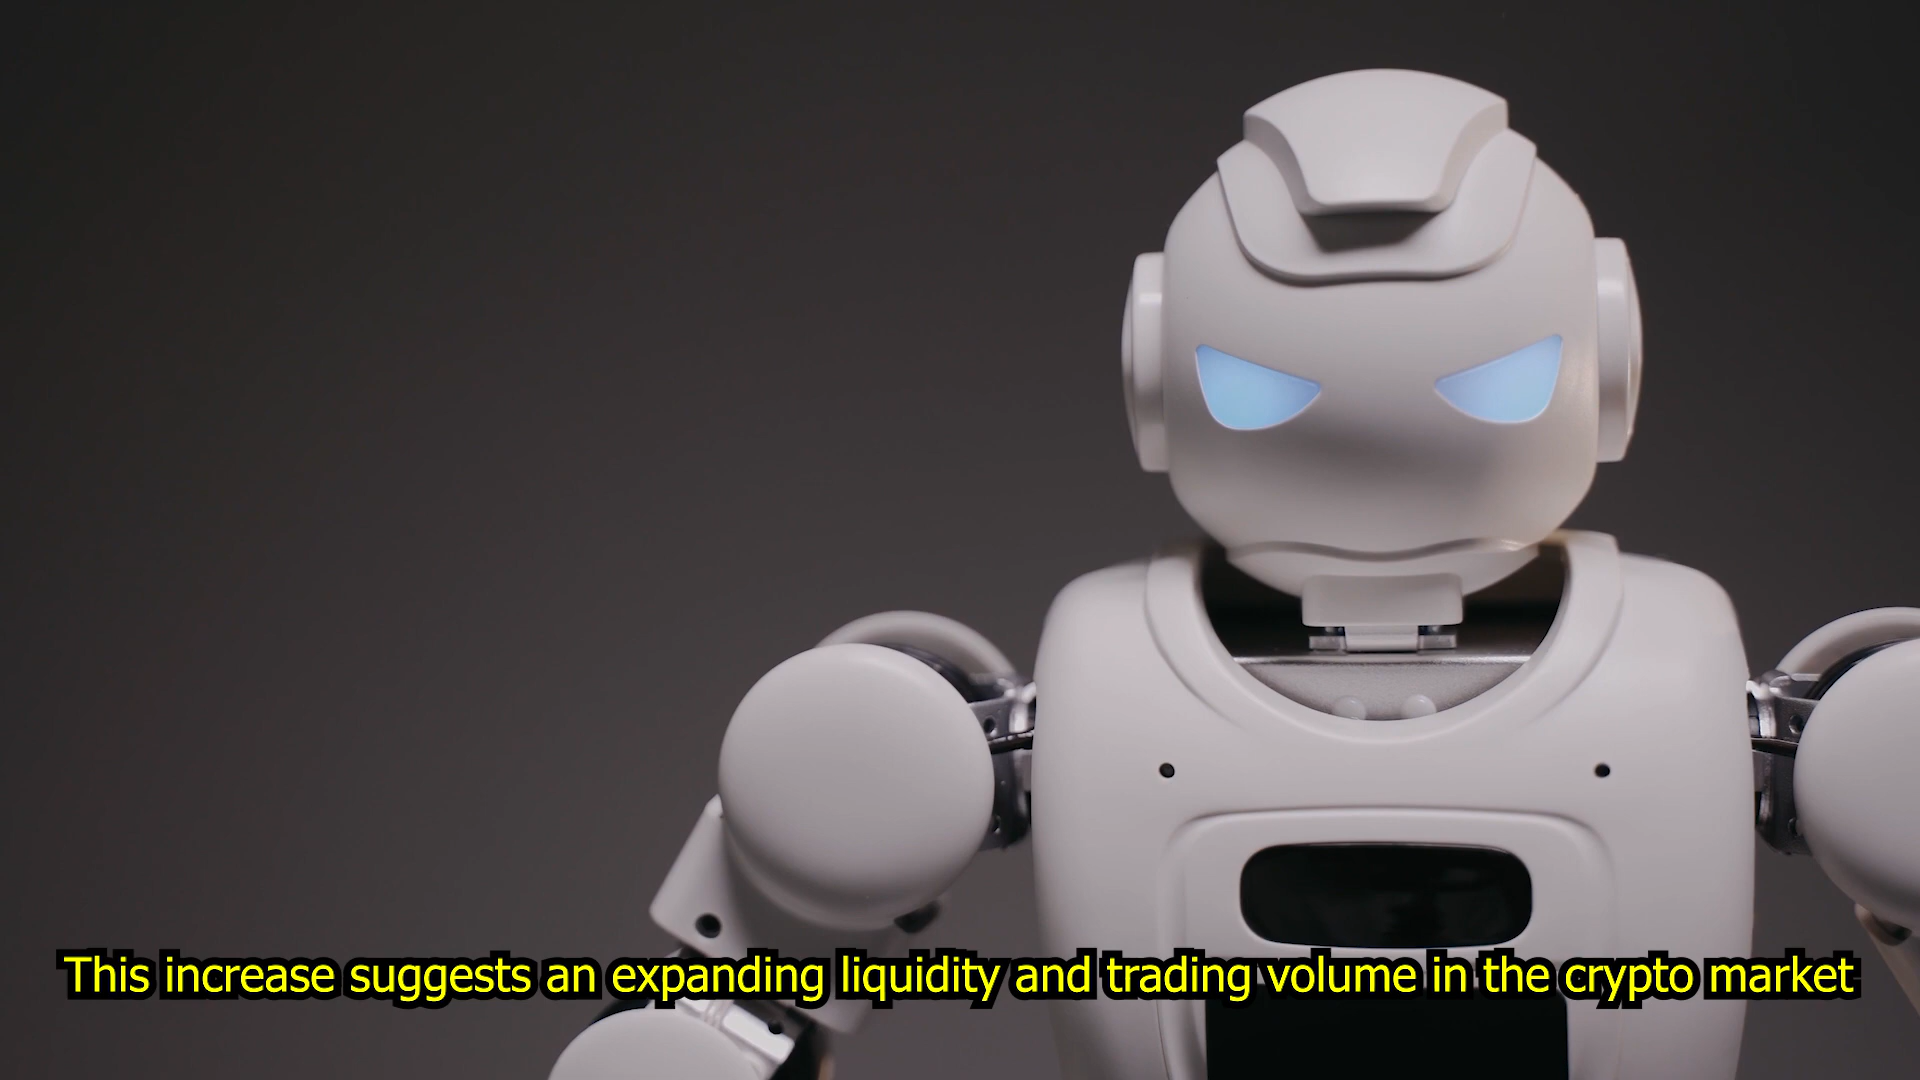 This increase suggests an expanding liquidity and trading volume in the crypto market